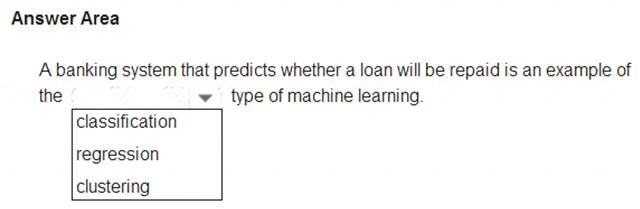 Answer Area
A banking system that predicts whether a loan will be repaid is an example of
the type of machine learning.
classification
regression
clustering